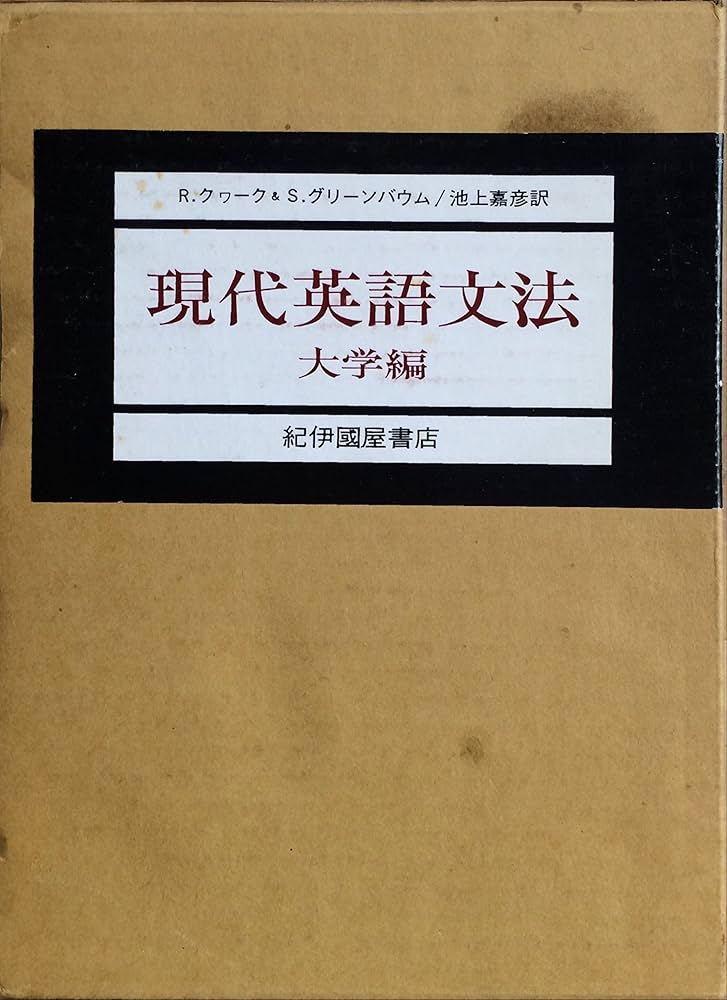 R.クヮーク&S.グリーンバウム/池上嘉彦訳
現代英語文法
大学編
紀伊國屋書店